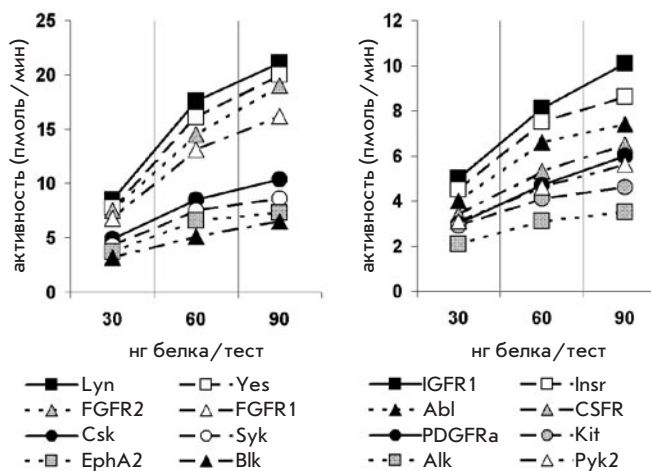 активность (пмоль/мин)
25
20
15
10
5
0
30 60 90
нг белка/тест
Lyn Yes
FGFR2 FGFR1
Csk Syk
EphA2 Blk
активность (пмоль/мин)
12
10
8
6
4
2
0
30 60 90
нг белка/тест
IGFR1 Insr
Abl CSFR
PDGFRa Kit
Alk Pyk2